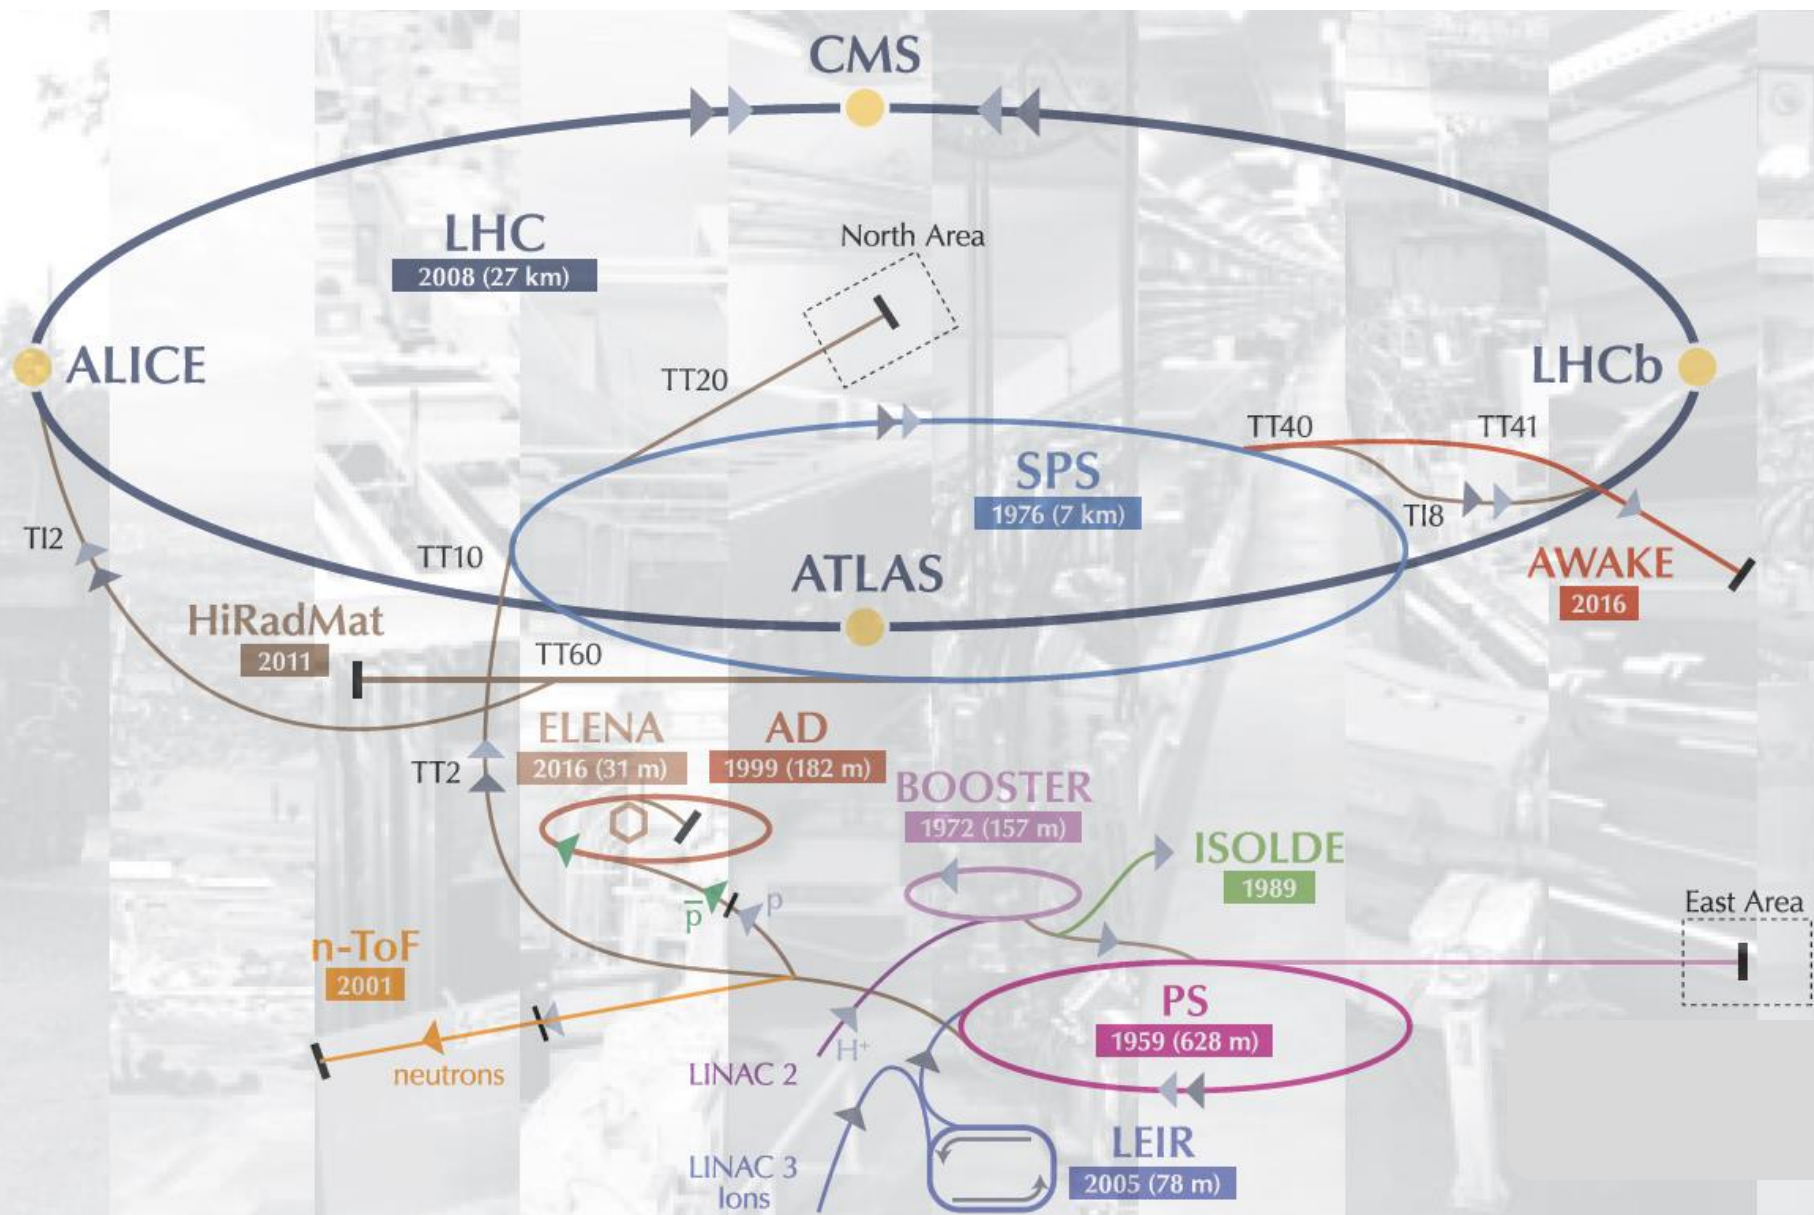 CMS
LHC
2008 (27 km)
North Area
ALICE
LHCb
TT20
TT40
TT41
SPS
1976 (7 km)
TI8
TI2
TT10
ATLAS
AWAKE
2016
HiRadMat
2011
TT60
ELENA
2016 (31 m)
AD
1999 (182 m)
TT2
BOOSTER
1972 (157 m)
ISOLDE
1989
p̅
p
East Area
n-ToF
2001
PS
1959 (628 m)
H⁺
neutrons
LINAC 2
LEIR
2005 (78 m)
LINAC 3
Ions